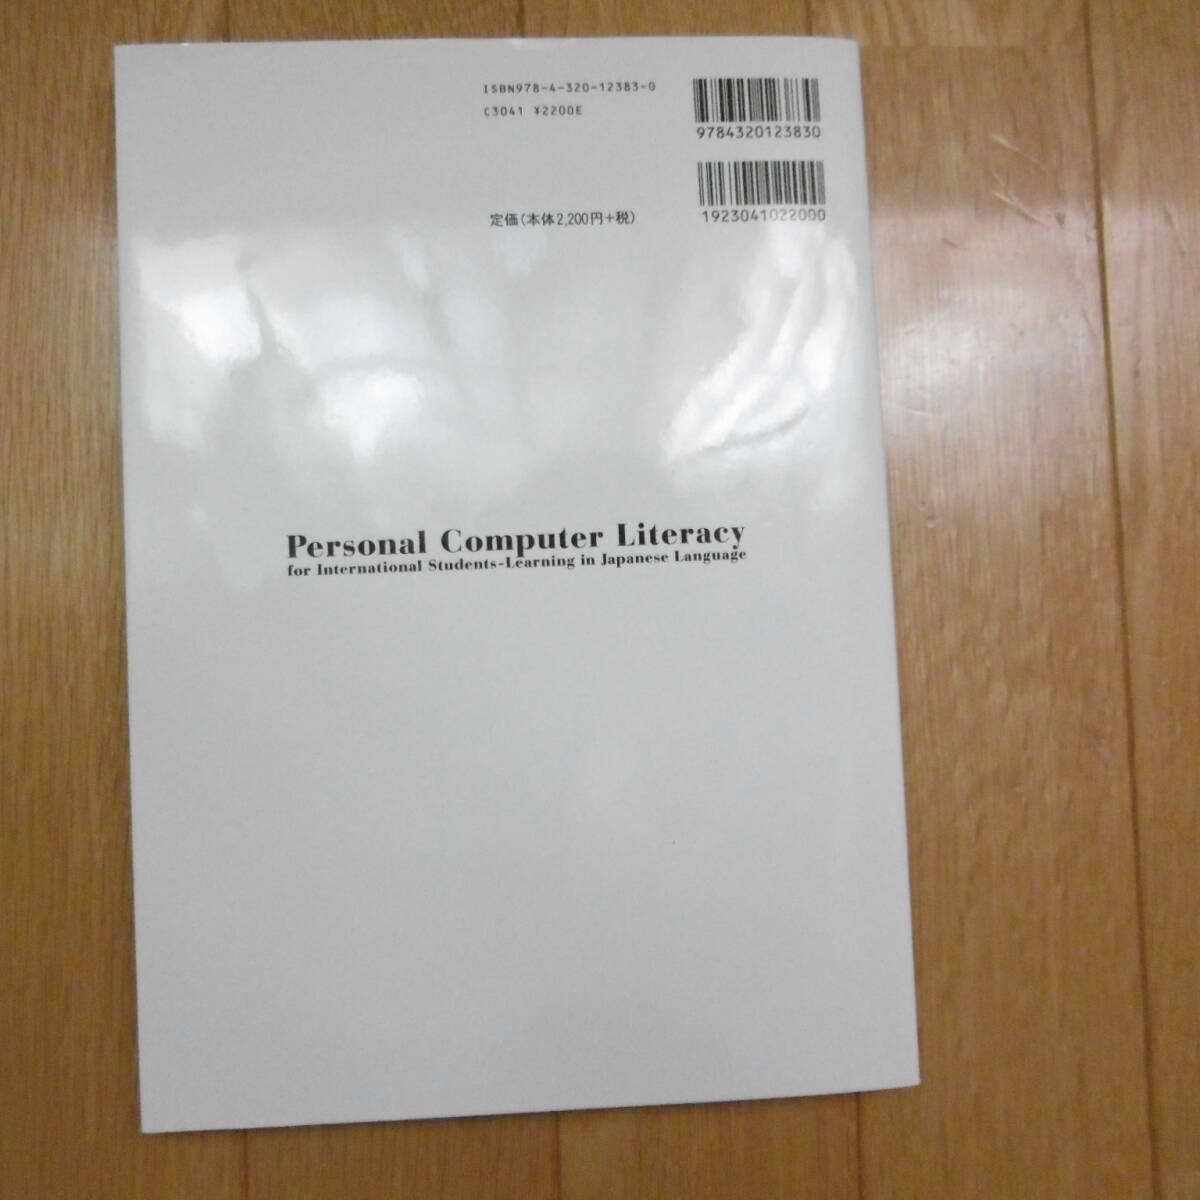 ISBN978-4-320-12383-0
C3041 ¥2200E
9784320123830
定価(本体2,200円+税)
1923041022000
Personal Computer Literacy
for International Students-Learning in Japanese Language